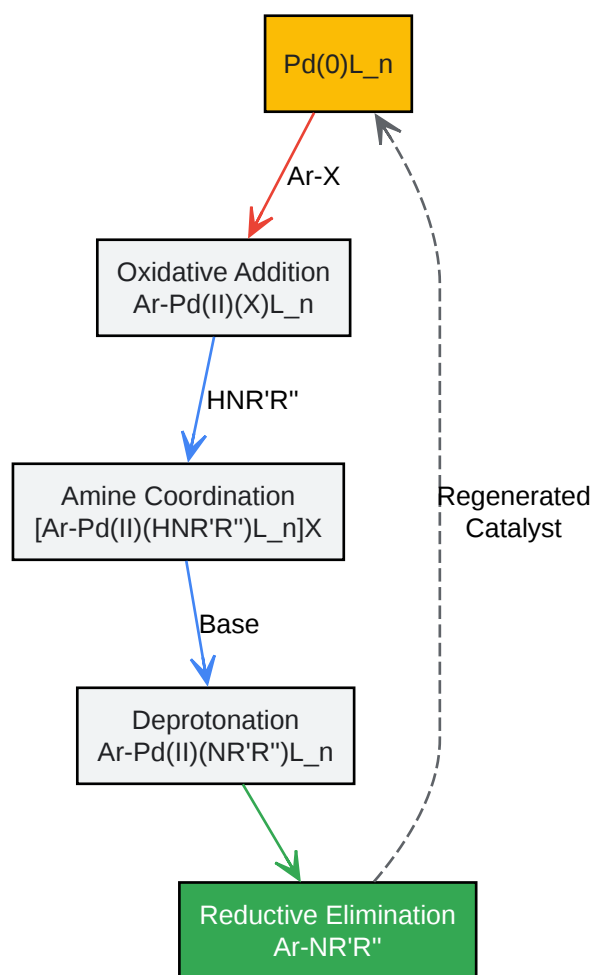 Pd(0)L_n
Ar-X
Oxidative Addition
Ar-Pd(II)(X)L_n
HNR'R"
Amine Coordination
[Ar-Pd(II)(HNR'R")L_n]X
Regenerated
Catalyst
Base
Deprotonation
Ar-Pd(II)(NR'R")L_n
Reductive Elimination
Ar-NR'R"